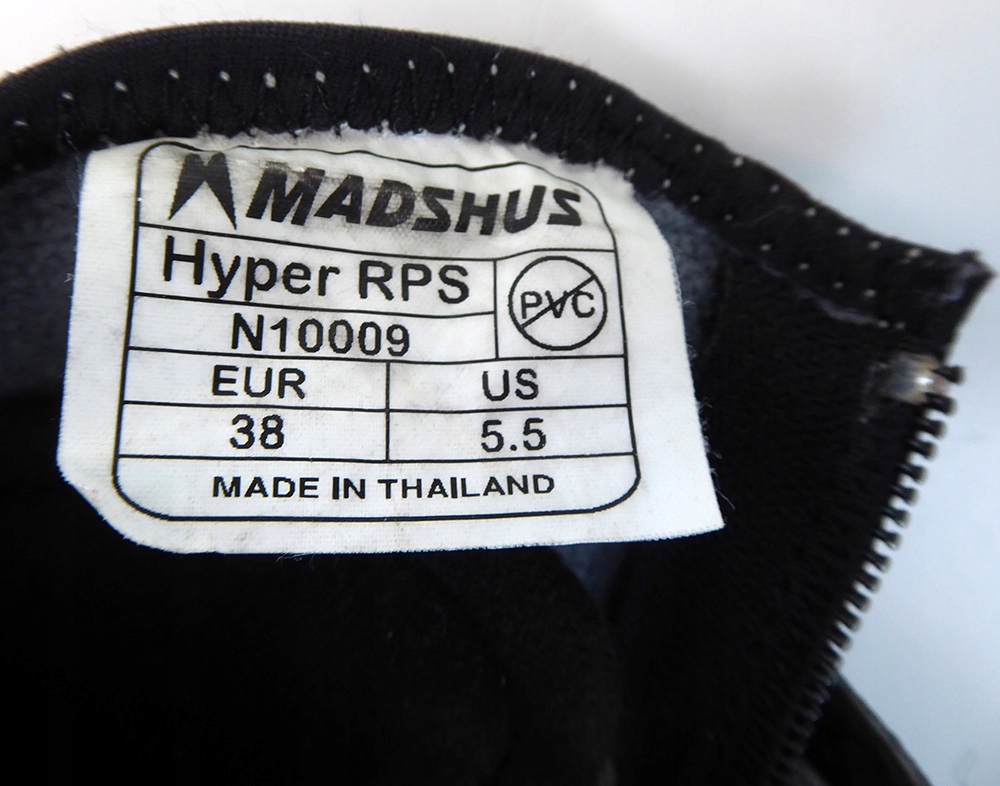 MADSHUS
Hyper RPS
PVC
N10009
EUR US
38 5.5
MADE IN THAILAND